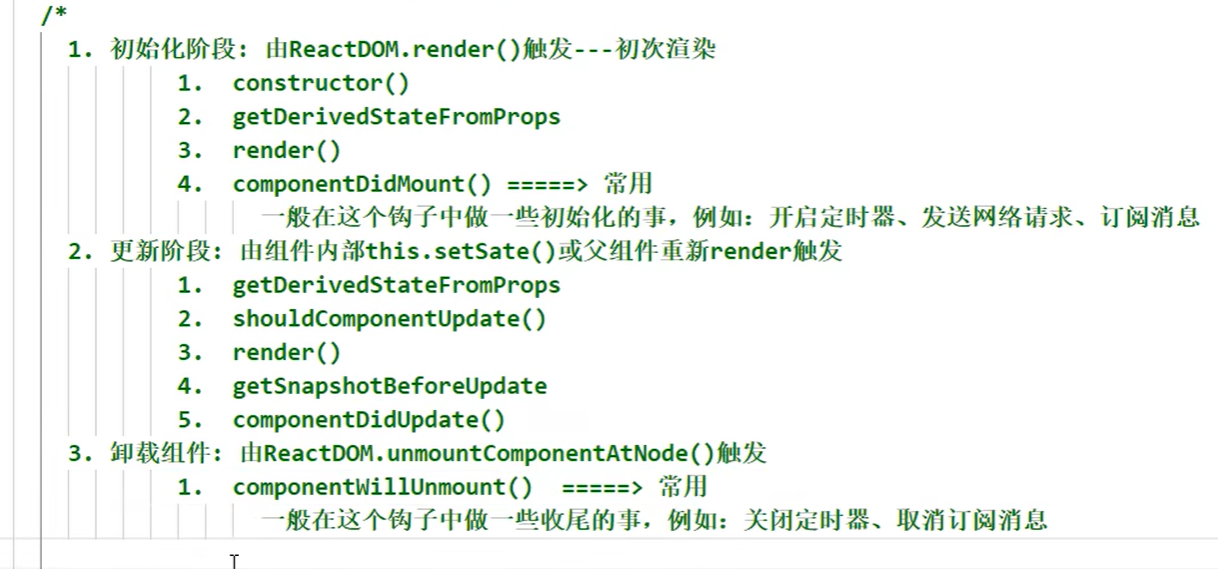 /*
1. 初始化阶段: 由ReactDOM.render()触发---初次渲染
1. constructor()
2. getDerivedStateFromProps
3. render()
4. componentDidMount() =====> 常用
一般在这个钩子中做一些初始化的事，例如：开启定时器、发送网络请求、订阅消息
2. 更新阶段: 由组件内部this.setSate()或父组件重新render触发
1. getDerivedStateFromProps
2. shouldComponentUpdate()
3. render()
4. getSnapshotBeforeUpdate
5. componentDidUpdate()
3. 卸载组件: 由ReactDOM.unmountComponentAtNode()触发
1. componentWillUnmount() =====> 常用
一般在这个钩子中做一些收尾的事，例如：关闭定时器、取消订阅消息